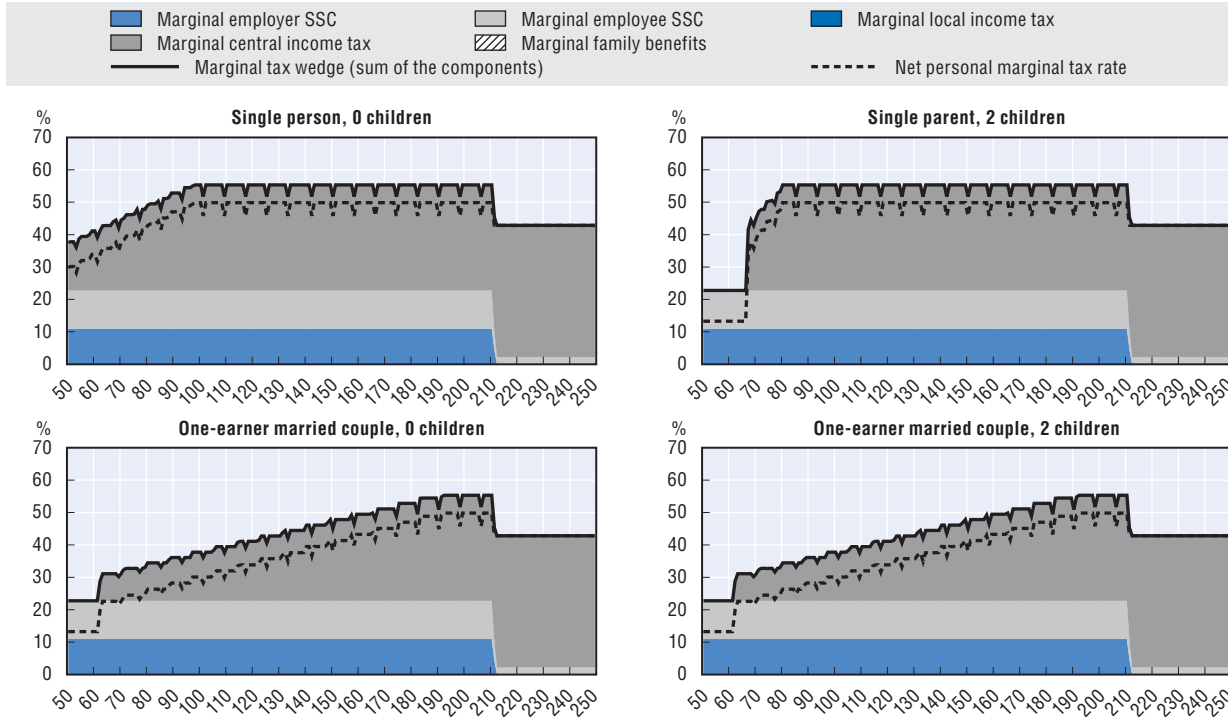 Marginal employer SSC Marginal employee SSC Marginal local income tax
Marginal central income tax Marginal family benefits
Marginal tax wedge (sum of the components) Net personal marginal tax rate
% Single person, 0 children
70
60
50
40
30
20
10
0
50 60 70 80 90 100 110 120 130 140 150 160 170 180 190 200 210 220 230 240 250
% Single parent, 2 children
70
60
50
40
30
20
10
0
50 60 70 80 90 100 110 120 130 140 150 160 170 180 190 200 210 220 230 240 250
% One-earner married couple, 0 children
70
60
50
40
30
20
10
0
50 60 70 80 90 100 110 120 130 140 150 160 170 180 190 200 210 220 230 240 250
% One-earner married couple, 2 children
70
60
50
40
30
20
10
0
50 60 70 80 90 100 110 120 130 140 150 160 170 180 190 200 210 220 230 240 250